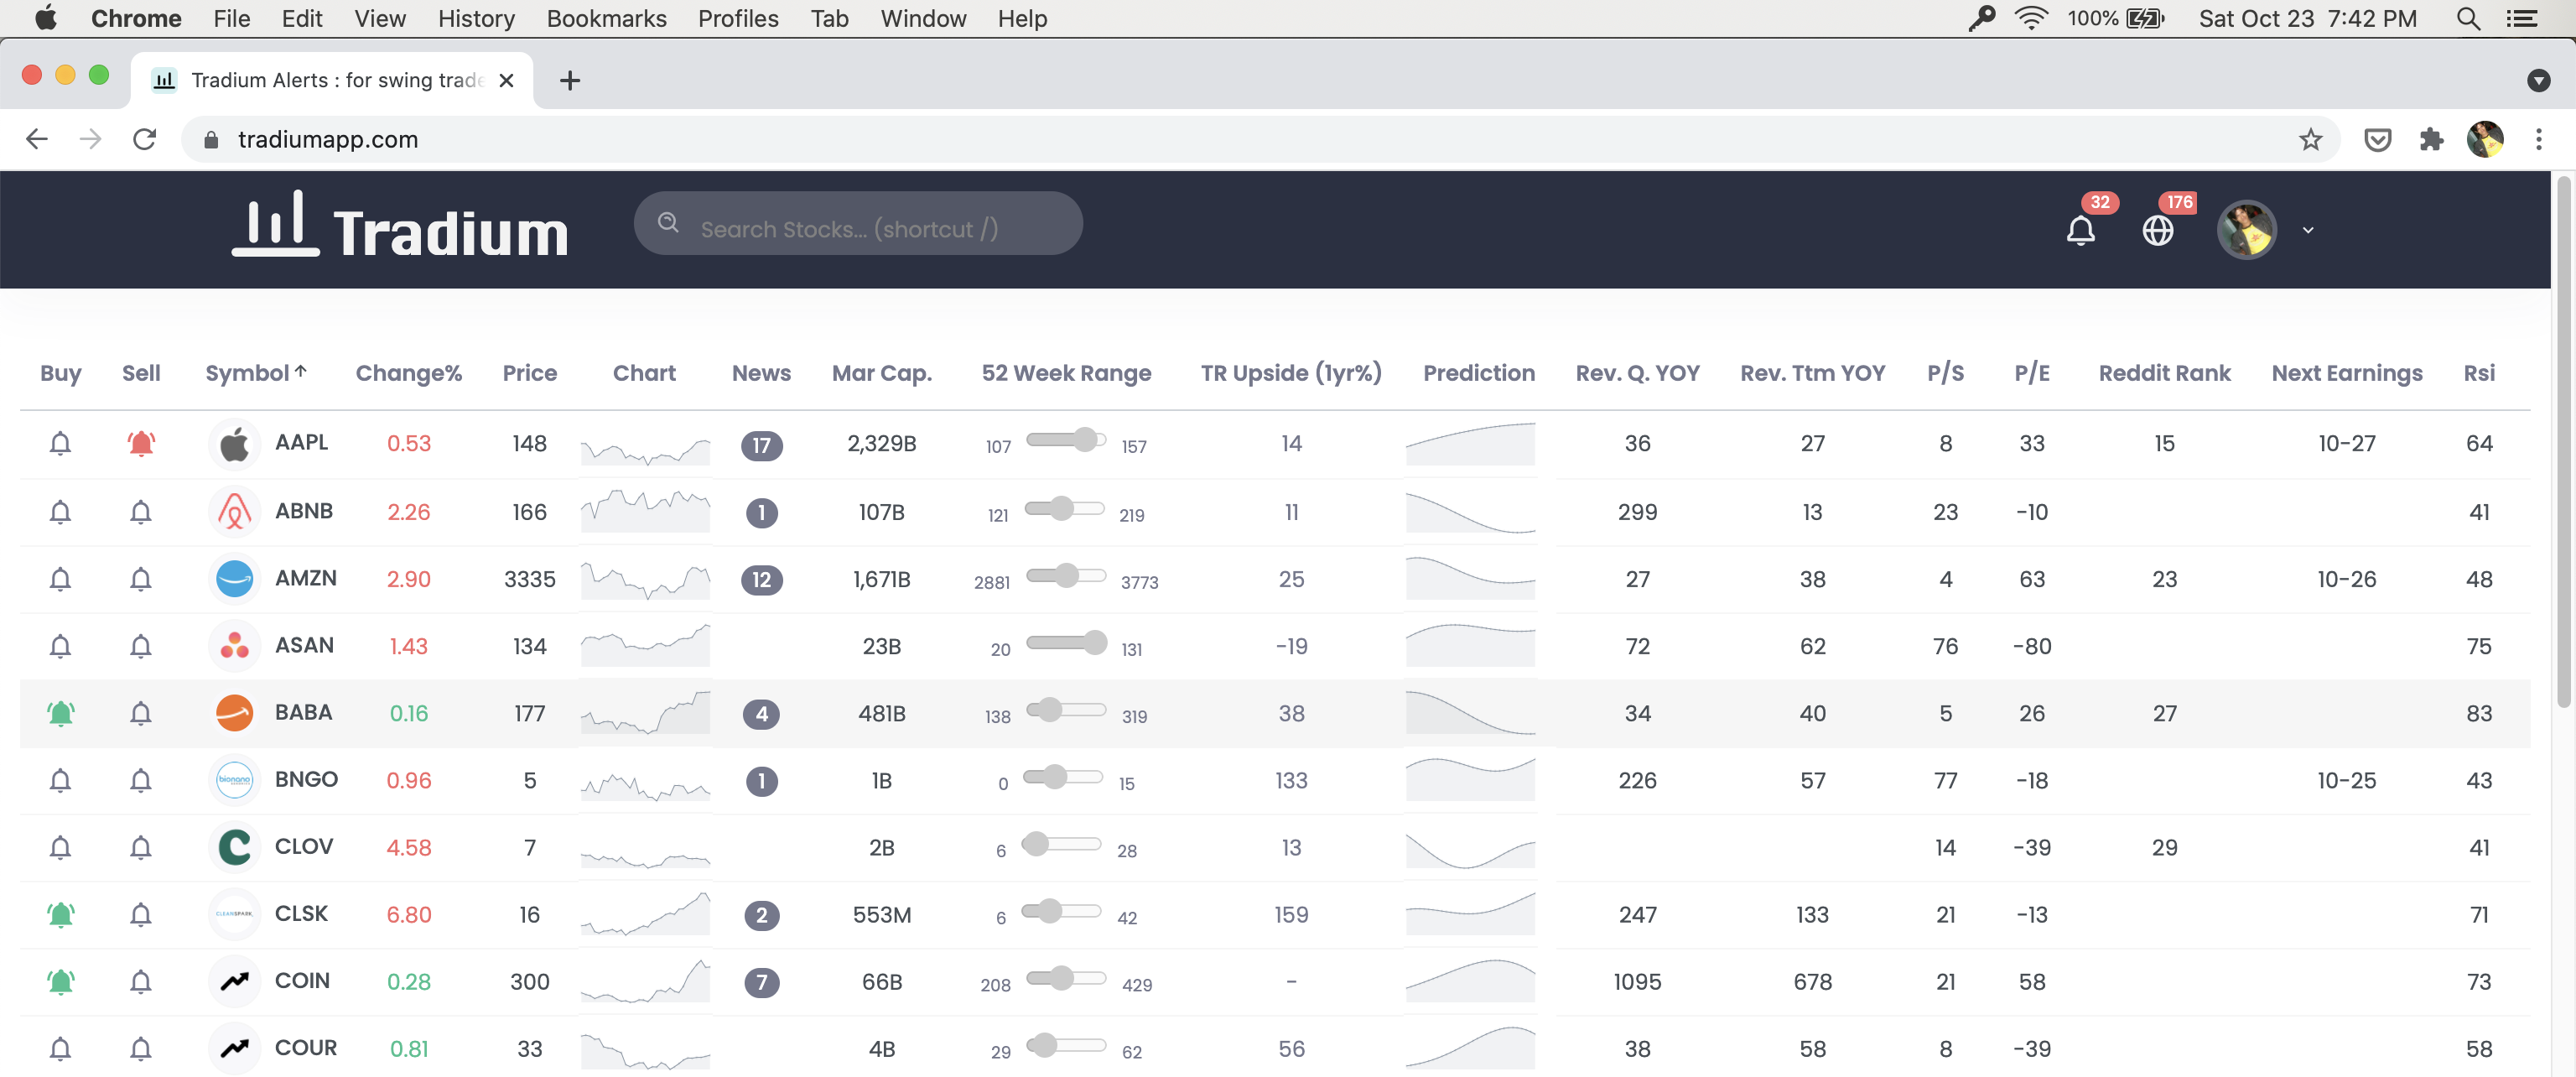 Chrome File Edit View History Bookmarks Profiles Tab Window Help 100% Sat Oct 23 7:42 PM
Tradium Alerts : for swing trade
tradiumapp.com
Tradium Search Stocks... (shortcut /) 32 176
Buy Sell Symbol Change% Price Chart News Mar Cap. 52 Week Range TR Upside (1yr%) Prediction Rev. Q. YOY Rev. Ttm YOY P/S P/E Reddit Rank Next Earnings Rsi
AAPL 0.53 148 17 2,329B 107 157 14 36 27 8 33 15 10-27 64
ABNB 2.26 166 1 107B 121 219 11 299 13 23 -10 41
AMZN 2.90 3335 12 1,671B 2881 3773 25 27 38 4 63 23 10-26 48
ASAN 1.43 134 23B 20 131 -19 72 62 76 -80 75
BABA 0.16 177 4 481B 138 319 38 34 40 5 26 27 83
bionano BNGO 0.96 5 1 1B 0 15 133 226 57 77 -18 10-25 43
C CLOV 4.58 7 2B 6 28 13 14 -39 29 41
CLEANSPARK CLSK 6.80 16 2 553M 6 42 159 247 133 21 -13 71
COIN 0.28 300 7 66B 208 429 - 1095 678 21 58 73
COUR 0.81 33 4B 29 62 56 38 58 8 -39 58